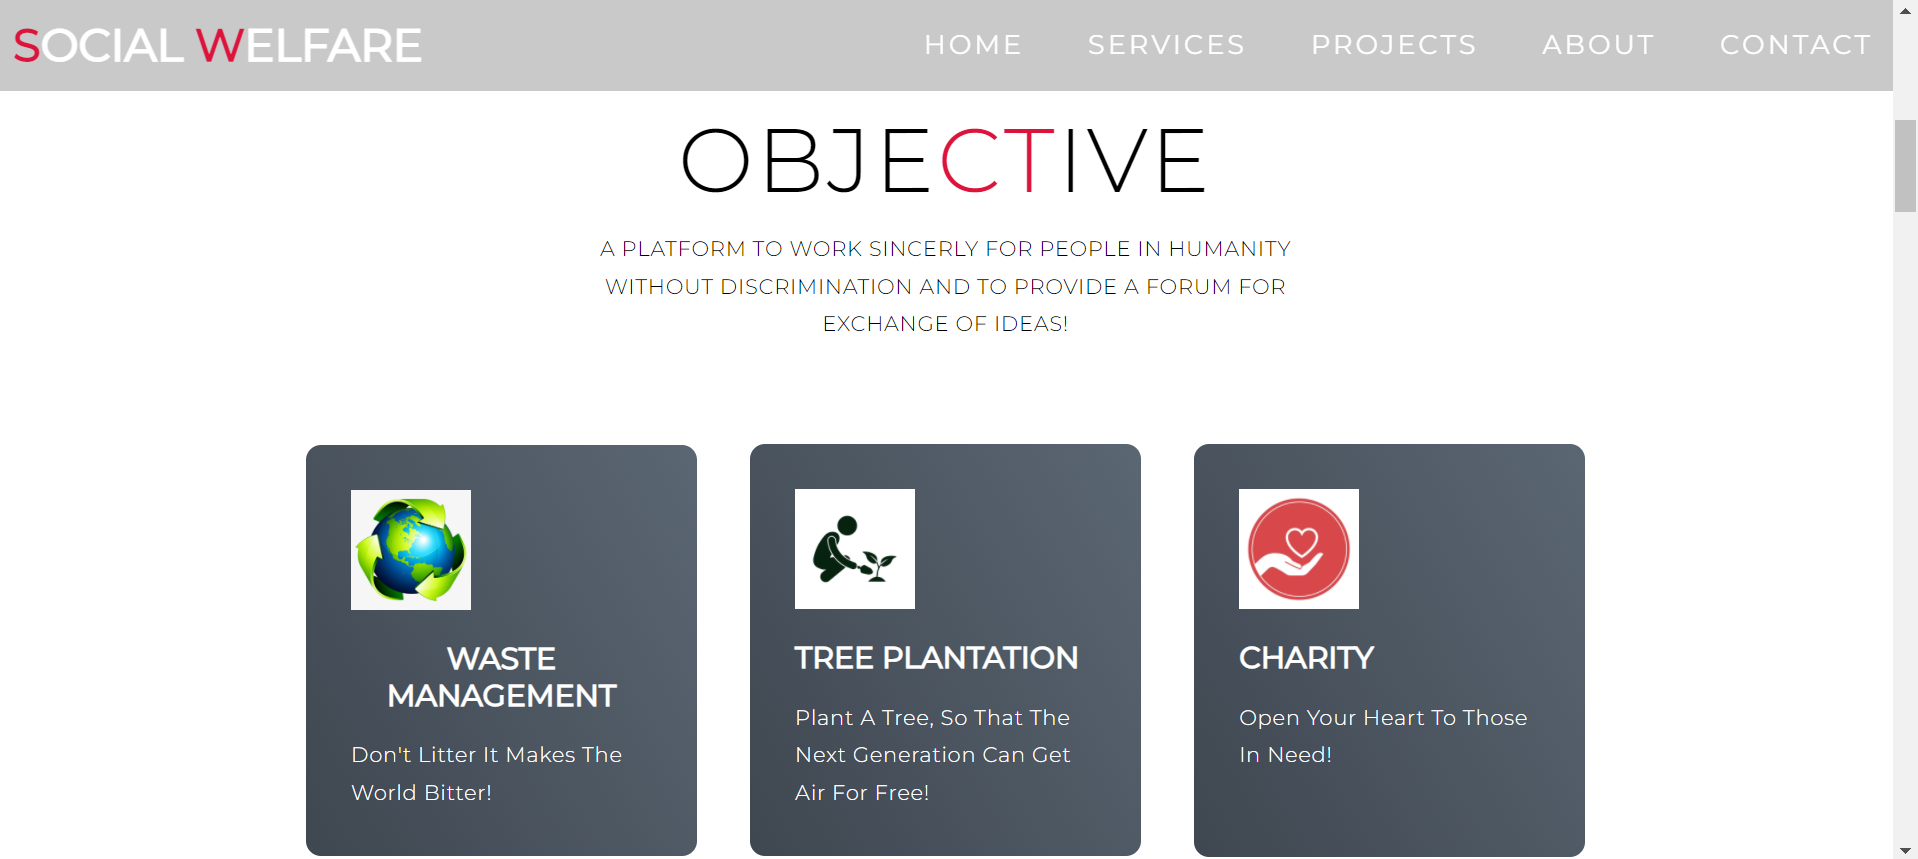 SOCIAL WELFARE
HOME SERVICES PROJECTS ABOUT CONTACT
OBJECTIVE
A PLATFORM TO WORK SINCERLY FOR PEOPLE IN HUMANITY
WITHOUT DISCRIMINATION AND TO PROVIDE A FORUM FOR
EXCHANGE OF IDEAS!
WASTE
MANAGEMENT
Don't Litter It Makes The
World Bitter!
TREE PLANTATION
Plant A Tree, So That The
Next Generation Can Get
Air For Free!
CHARITY
Open Your Heart To Those
In Need!